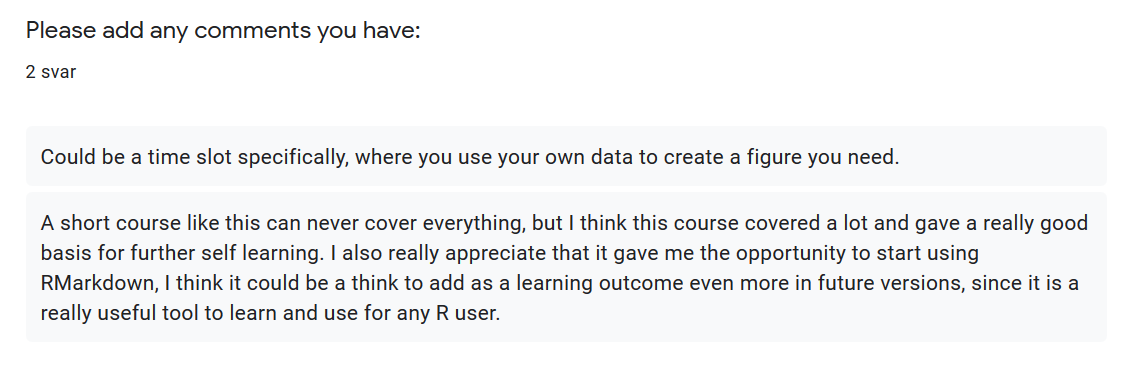 Please add any comments you have:
2 svar
Could be a time slot specifically, where you use your own data to create a figure you need.
A short course like this can never cover everything, but I think this course covered a lot and gave a really good
basis for further self learning. I also really appreciate that it gave me the opportunity to start using
RMarkdown, I think it could be a think to add as a learning outcome even more in future versions, since it is a
really useful tool to learn and use for any R user.